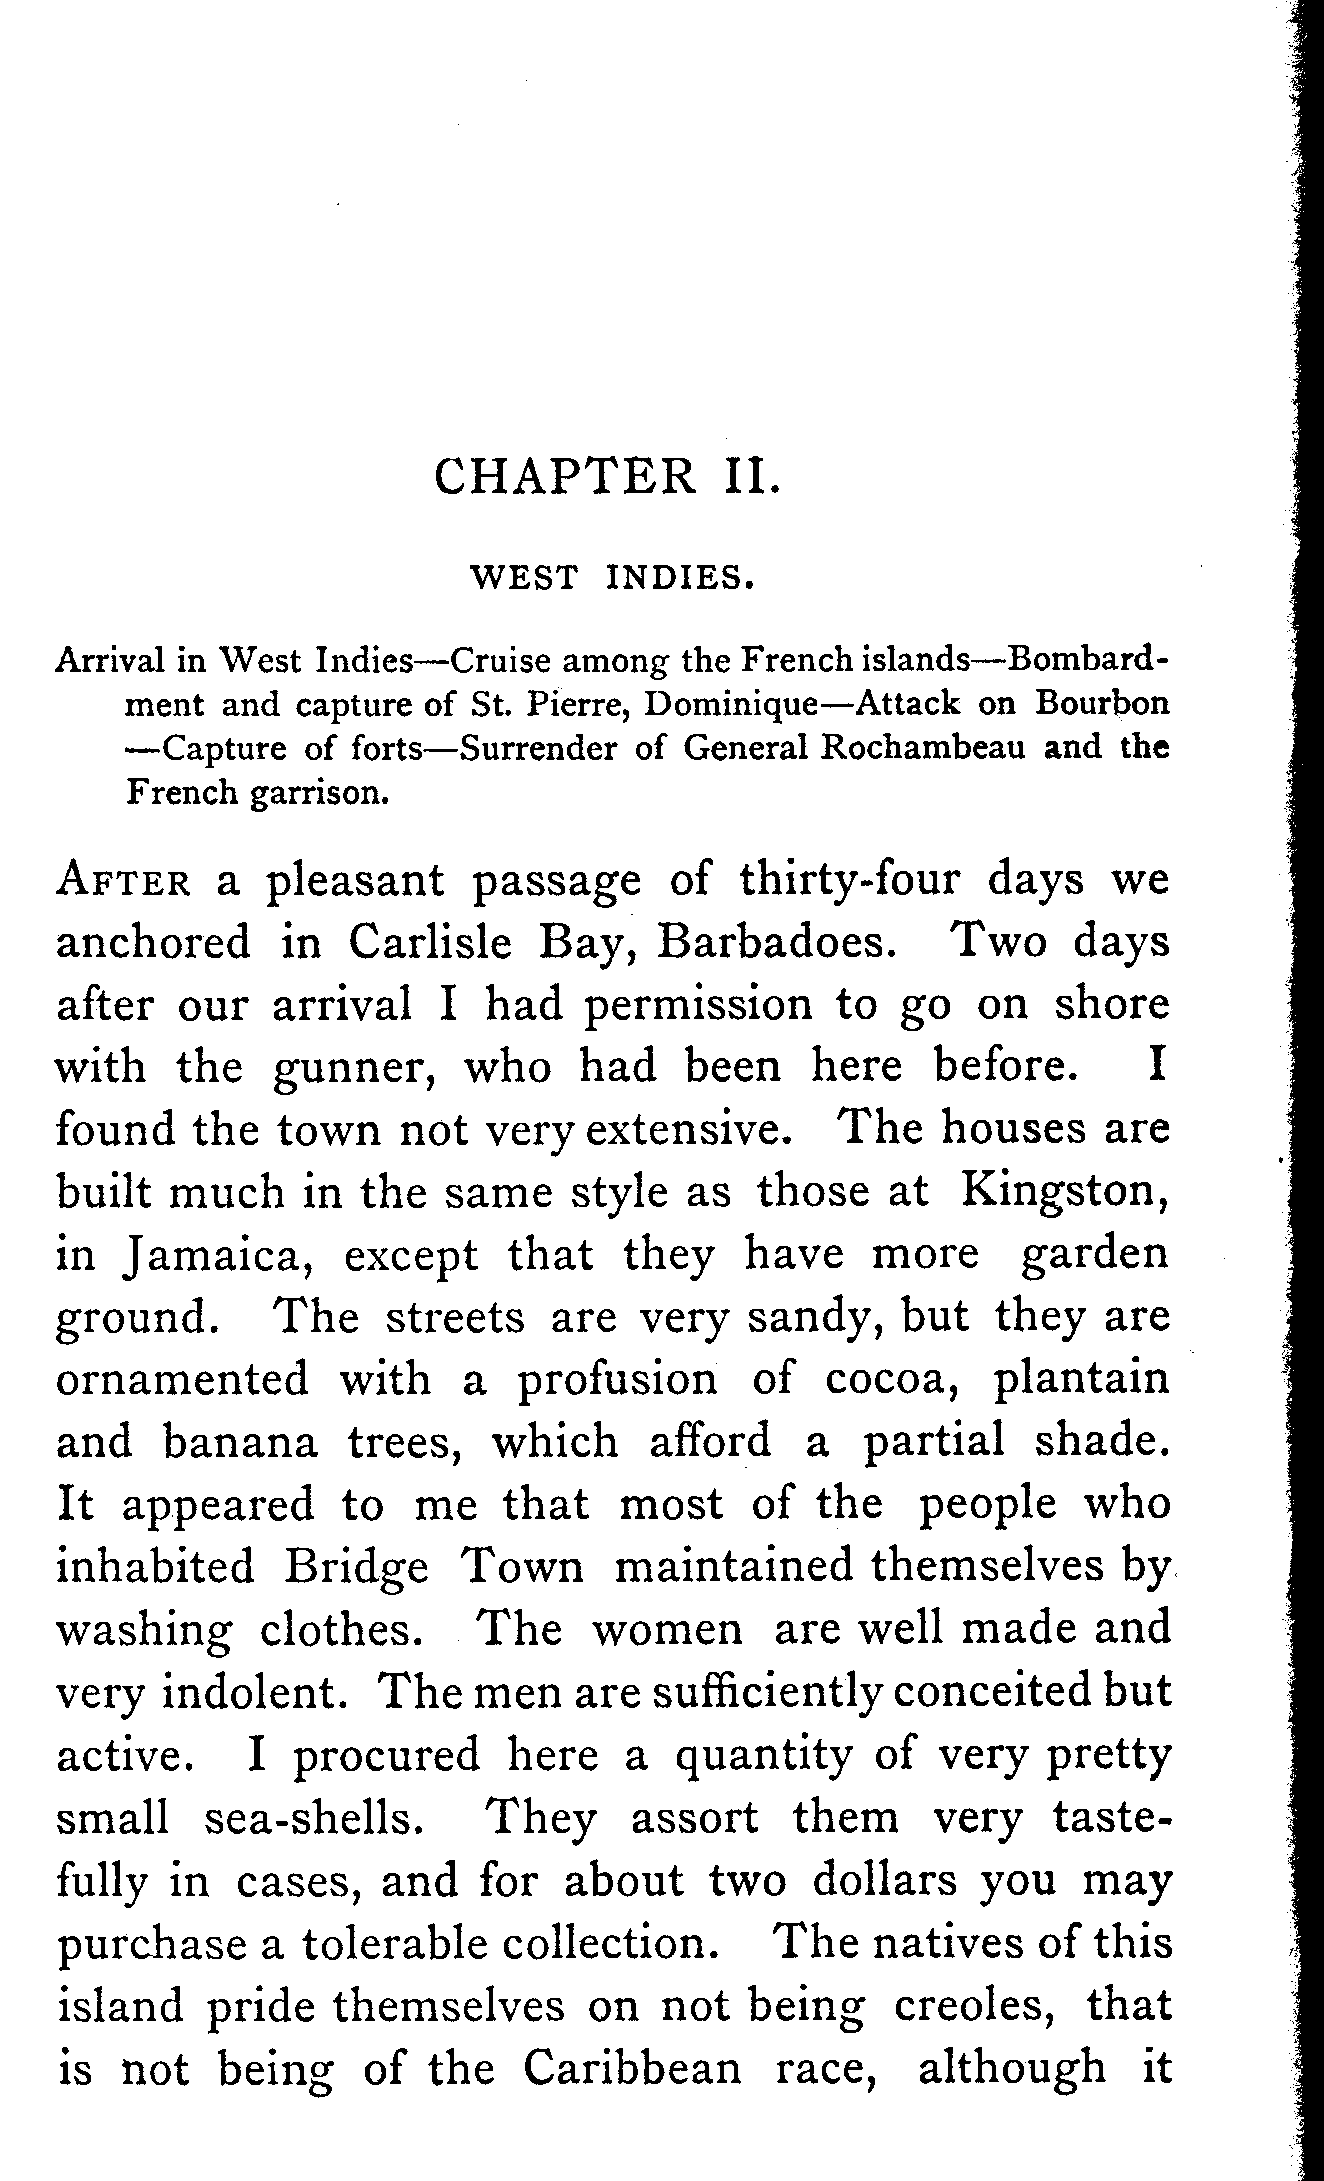 CHAPTER II.
WEST INDIES.
Arrival in West Indies—Cruise among the French islands—Bombard-
ment and capture of St. Pierre, Dominique—Attack on Bourbon
—Capture of forts—Surrender of General Rochambeau and the
French garrison.
AFTER a pleasant passage of thirty-four days we
anchored in Carlisle Bay, Barbadoes. Two days
after our arrival I had permission to go on shore
with the gunner, who had been here before. I
found the town not very extensive. The houses are
built much in the same style as those at Kingston,
in Jamaica, except that they have more garden
ground. The streets are very sandy, but they are
ornamented with a profusion of cocoa, plantain
and banana trees, which afford a partial shade.
It appeared to me that most of the people who
inhabited Bridge Town maintained themselves by
washing clothes. The women are well made and
very indolent. The men are sufficiently conceited but
active. I procured here a quantity of very pretty
small sea-shells. They assort them very taste-
fully in cases, and for about two dollars you may
purchase a tolerable collection. The natives of this
island pride themselves on not being creoles, that
is not being of the Caribbean race, although it